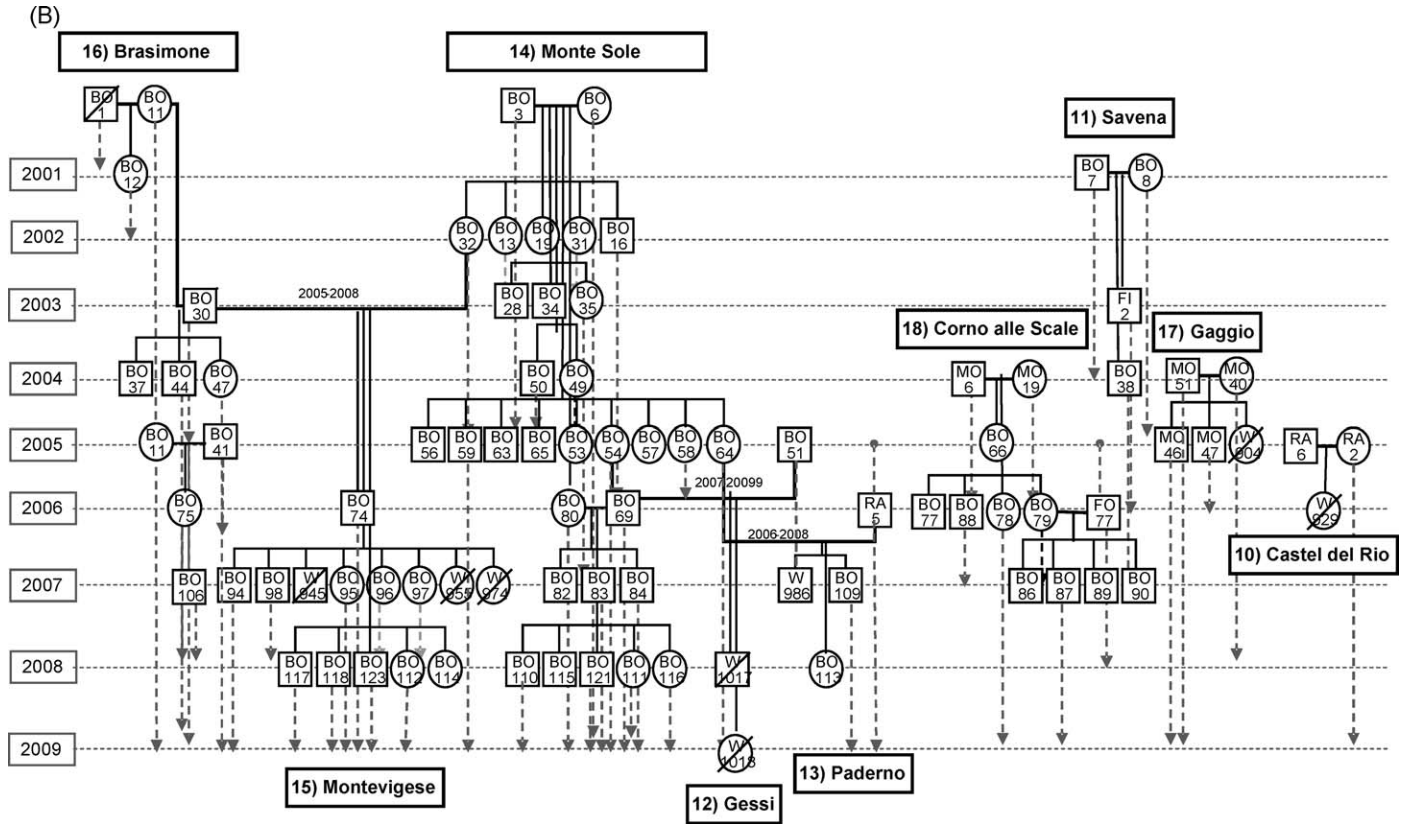 (B)
16) Brasimone
14) Monte Sole
11) Savena
BO 1
BO 11
BO 3
BO 6
2001
BO 12
BO 7
BO 8
2002
BO 32
BO 13
BO 19
BO 31
BO 16
2003
BO 30
2005-2008
BO 28
BO 34
BO 35
FI 2
18) Corno alle Scale
17) Gaggio
2004
BO 37
BO 44
BO 47
BO 50
BO 49
MO 6
MO 19
BO 38
MO 51
MO 40
2005
BO 11
BO 41
BO 56
BO 59
BO 63
BO 65
BO 53
BO 54
BO 57
BO 58
BO 64
BO 51
BO 66
MO 46
MO 47
W 904
RA 6
RA 2
2007-20099
2006
BO 75
BO 74
BO 80
BO 69
RA 5
BO 77
BO 88
BO 78
BO 79
FO 77
W 929
2006-2008
10) Castel del Rio
2007
BO 106
BO 94
BO 98
W 945
BO 95
BO 96
BO 97
W 955
W 974
BO 82
BO 83
BO 84
W 986
BO 109
BO 86
BO 87
BO 89
BO 90
2008
BO 117
BO 118
BO 123
BO 112
BO 114
BO 110
BO 115
BO 121
BO 111
BO 116
W 1017
BO 113
2009
W 1018
15) Montevigese
13) Paderno
12) Gessi